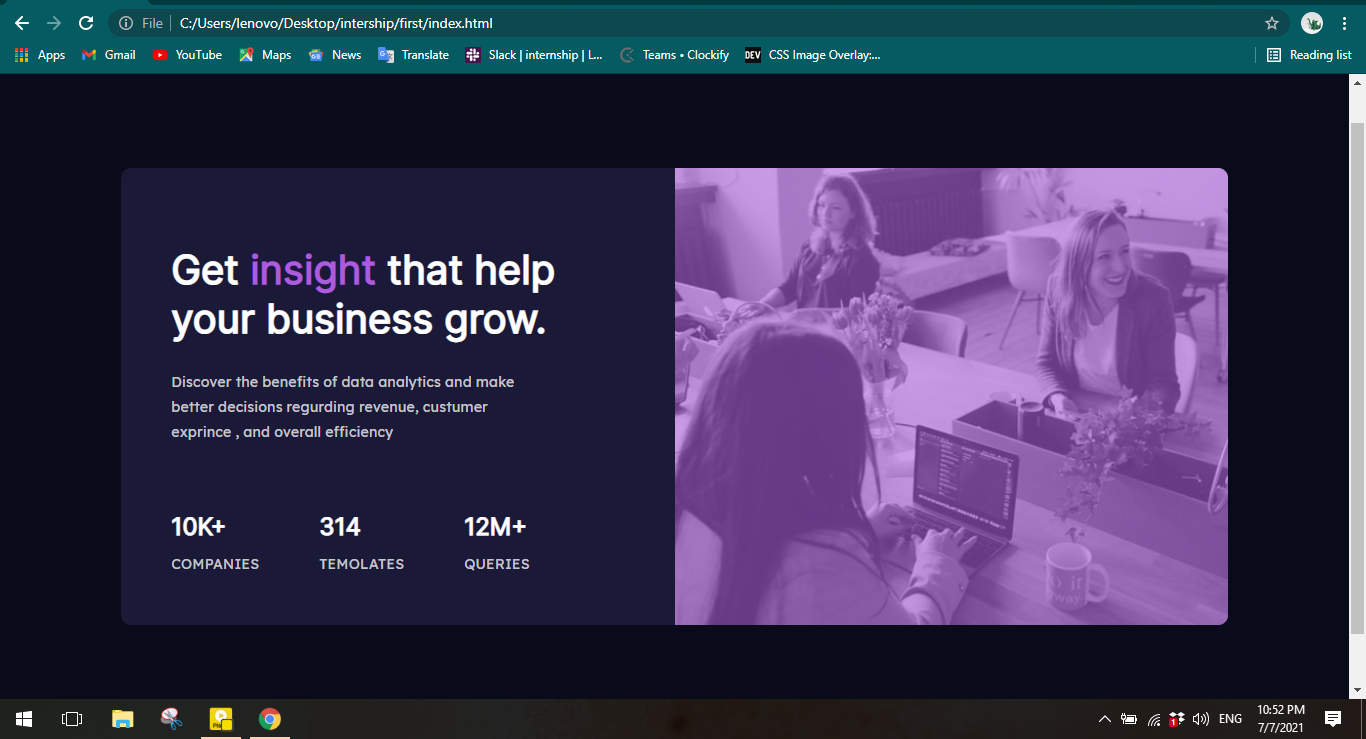 File
C:/Users/lenovo/Desktop/intership/first/index.html
Apps
Gmail
YouTube
Maps
News
Translate
Slack | internship | L...
Teams • Clockify
DEV
CSS Image Overlay:...
Reading list
Get insight that help
your business grow.
Discover the benefits of data analytics and make
better decisions regurding revenue, custumer
exprince , and overall efficiency
10K+
314
12M+
COMPANIES
TEMOLATES
QUERIES
ENG
10:52 PM
7/7/2021